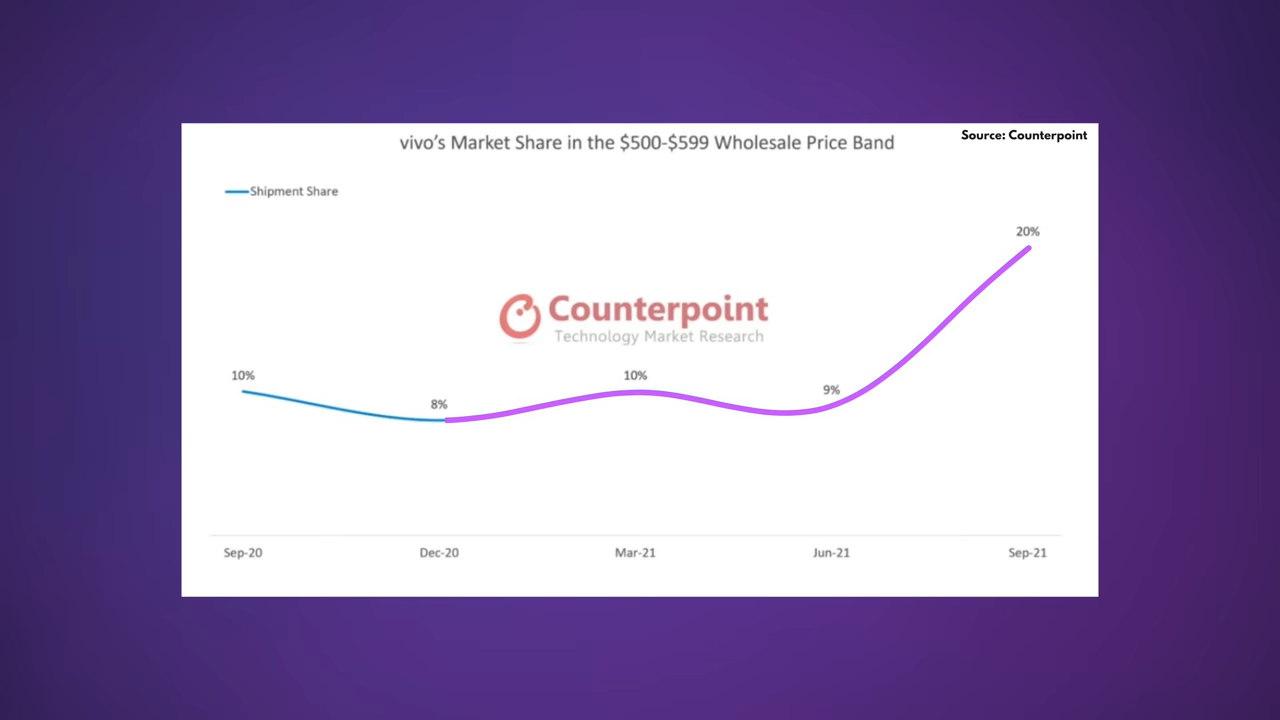 vivo's Market Share in the $500-$599 Wholesale Price Band
Source: Counterpoint
Shipment Share
20%
Counterpoint
Technology Market Research
10%
8%
10%
9%
Sep-20
Dec-20
Mar-21
Jun-21
Sep-21